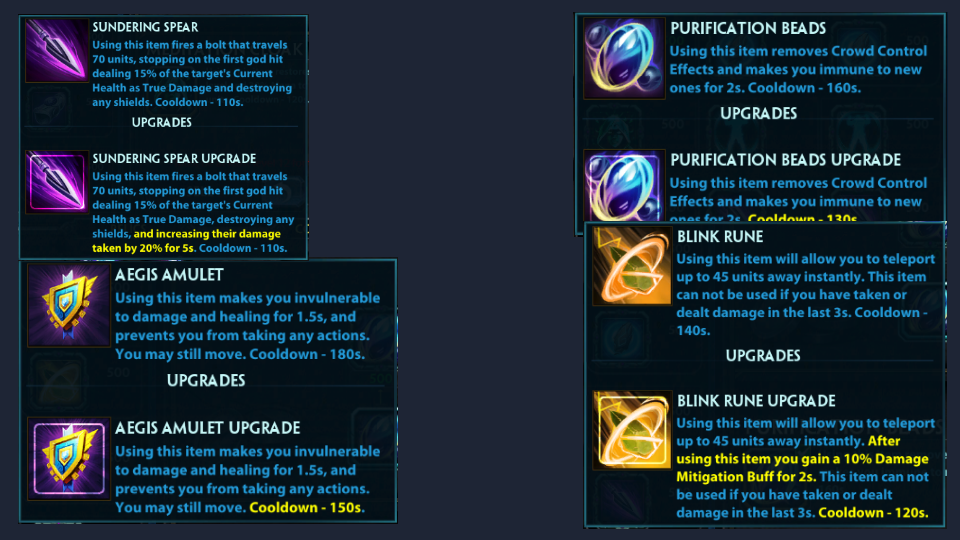 SUNDERING SPEAR
Using this item fires a bolt that travels
70 units, stopping on the first god hit
dealing 15% of the target's Current
Health as True Damage and destroying
any shields. Cooldown - 110s.
UPGRADES
SUNDERING SPEAR UPGRADE
Using this item fires a bolt that travels
70 units, stopping on the first god hit
dealing 15% of the target's Current
Health as True Damage, destroying any
shields, and increasing their damage
taken by 20% for 5s. Cooldown - 110s.
AEGIS AMULET
Using this item makes you invulnerable
to damage and healing for 1.5s, and
prevents you from taking any actions.
You may still move. Cooldown - 180s.
UPGRADES
AEGIS AMULET UPGRADE
Using this item makes you invulnerable
to damage and healing for 1.5s, and
prevents you from taking any actions.
You may still move. Cooldown - 150s.
PURIFICATION BEADS
Using this item removes Crowd Control
Effects and makes you immune to new
ones for 2s. Cooldown - 160s.
UPGRADES
PURIFICATION BEADS UPGRADE
Using this item removes Crowd Control
Effects and makes you immune to new
ones for 2s. Cooldown - 130s.
BLINK RUNE
Using this item will allow you to teleport
up to 45 units away instantly. This item
can not be used if you have taken or
dealt damage in the last 3s. Cooldown -
140s.
UPGRADES
BLINK RUNE UPGRADE
Using this item will allow you to teleport
up to 45 units away instantly. After
using this item you gain a 10% Damage
Mitigation Buff for 2s. This item can not
be used if you have taken or dealt
damage in the last 3s. Cooldown - 120s.